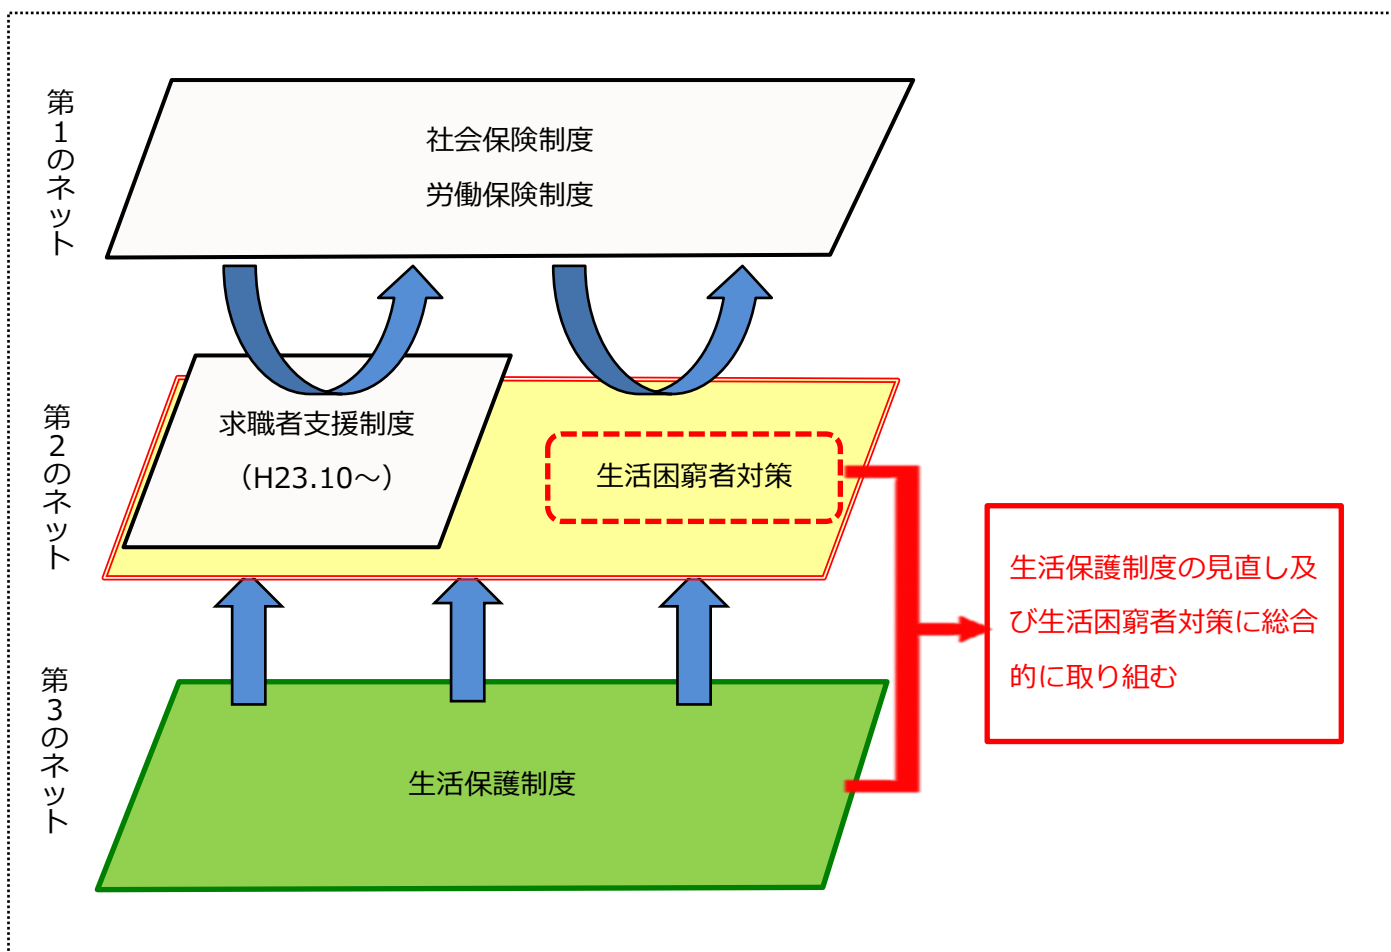 第1のネット
社会保険制度
労働保険制度
第2のネット
求職者支援制度
（H23.10～）
生活困窮者対策
生活保護制度の見直し及
び生活困窮者対策に総合
的に取り組む
第3のネット
生活保護制度